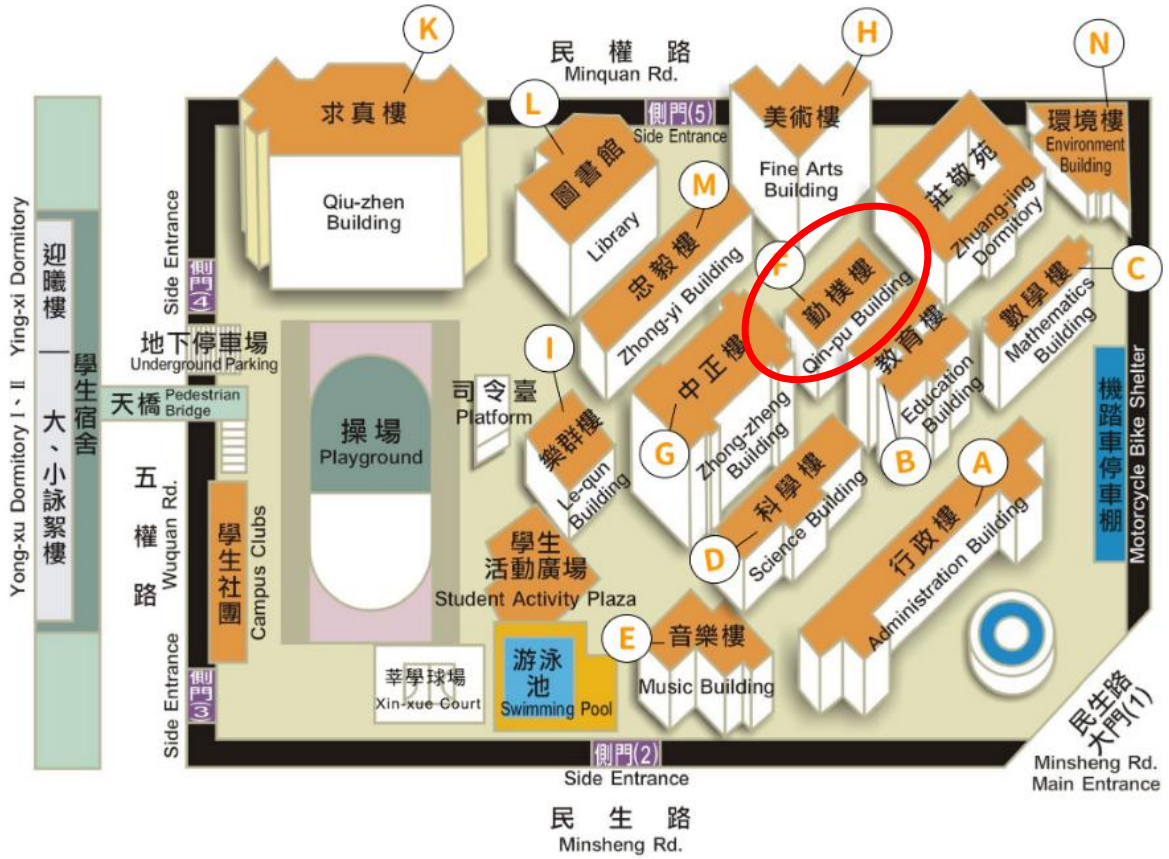 K
民權路
Minquan Rd.
H
N
求真樓
Qiu-zhen
Building
L
圖書館
Library
側門(5)
Side Entrance
美術樓
Fine Arts
Building
環境樓
Environment
Building
莊敬苑
Zhuang-jing
Dormitory
M
忠毅樓
Zhong-yi Building
F
勤樸樓
Qin-pu Building
C
數學樓
Mathematics
Building
Side Entrance
側門(4)
迎曦樓
Ying-xi Dormitory
大、小詠絮樓
Yong-xu Dormitory I、II
學生宿舍
地下停車場
Underground Parking
天橋
Pedestrian
Bridge
操場
Playground
司令臺
Platform
I
樂群樓
Le-qun
Building
G
中正樓
Zhong-zheng
Building
B
教育樓
Education
Building
A
行政樓
Administration Building
機踏車停車棚
Motorcycle Bike Shelter
D
科學樓
Science Building
五權路
Wuquan Rd.
學生社團
Campus Clubs
學生
活動廣場
Student Activity Plaza
E
音樂樓
Music Building
側門(3)
Side Entrance
莘學球場
Xin-xue Court
游泳
池
Swimming Pool
側門(2)
Side Entrance
民生路
Minsheng Rd.
民生路
大門(1)
Minsheng Rd.
Main Entrance